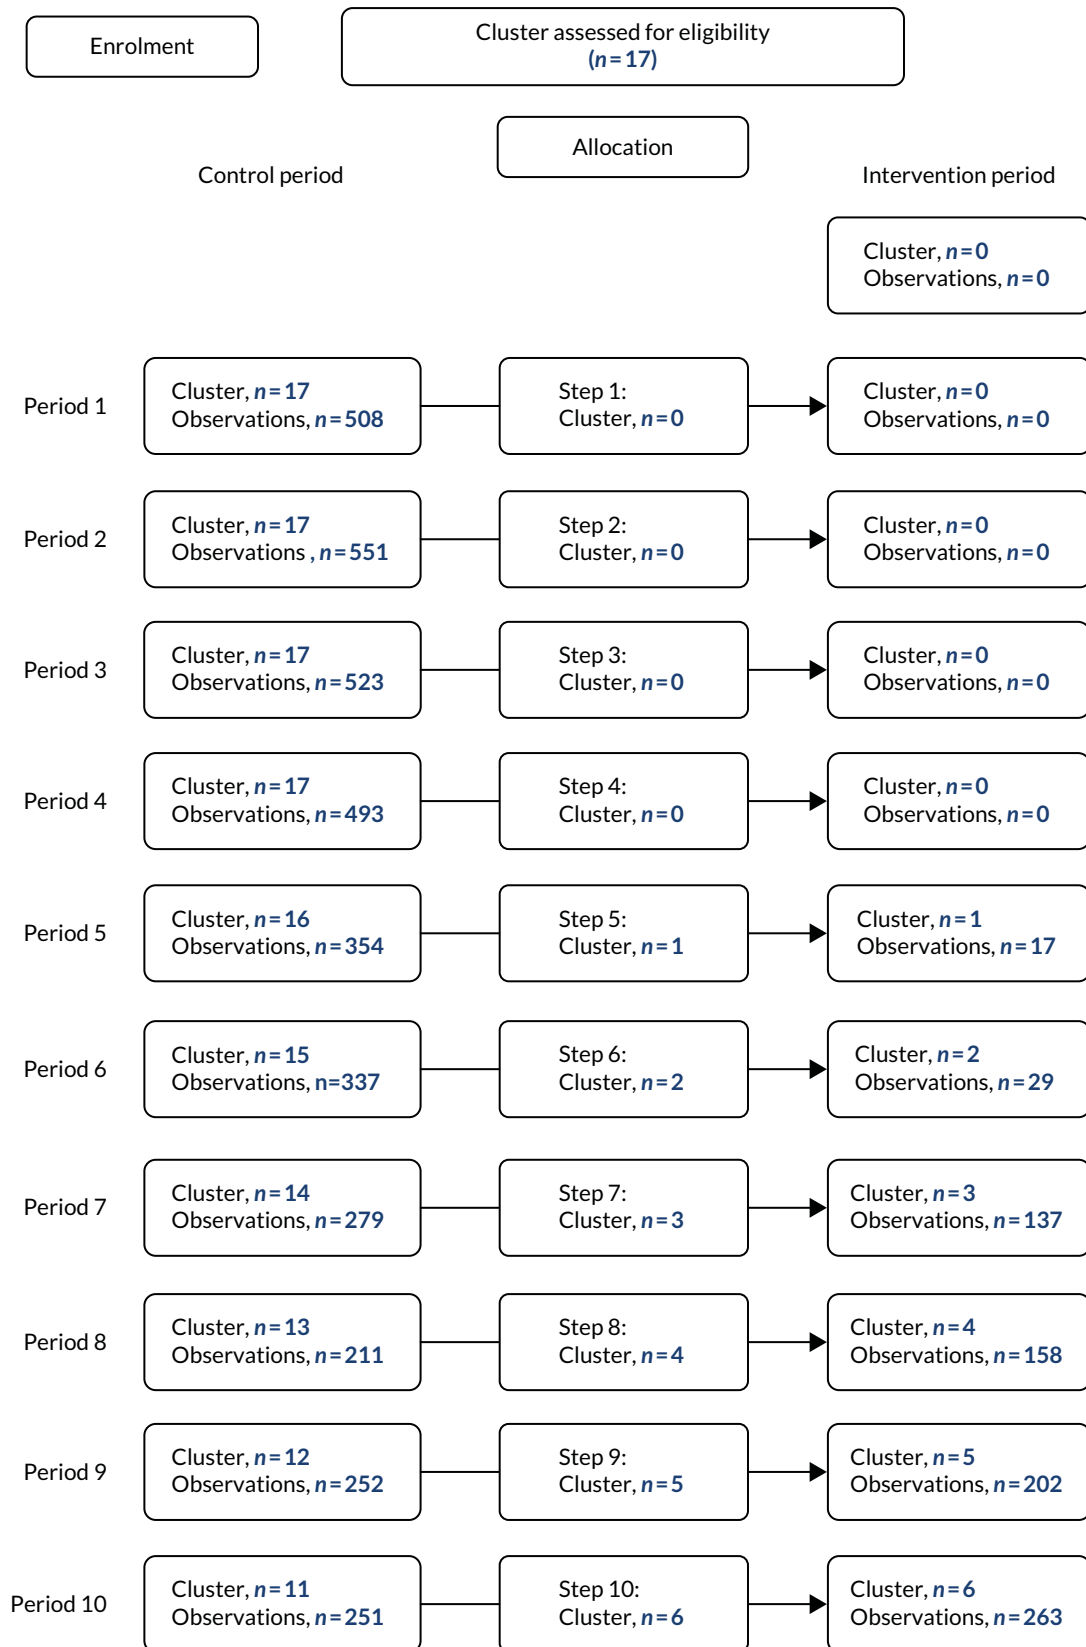 Enrolment
Cluster assessed for eligibility
(n=17)
Allocation
Control period
Intervention period
Cluster, n=0
Observations, n=0
Period 1
Cluster, n=17
Observations, n=508
Step 1:
Cluster, n=0
Cluster, n=0
Observations, n=0
Period 2
Cluster, n=17
Observations , n=551
Step 2:
Cluster, n=0
Cluster, n=0
Observations, n=0
Period 3
Cluster, n=17
Observations, n=523
Step 3:
Cluster, n=0
Cluster, n=0
Observations, n=0
Period 4
Cluster, n=17
Observations, n=493
Step 4:
Cluster, n=0
Cluster, n=0
Observations, n=0
Period 5
Cluster, n=16
Observations, n=354
Step 5:
Cluster, n=1
Cluster, n=1
Observations, n=17
Period 6
Cluster, n=15
Observations, n=337
Step 6:
Cluster, n=2
Cluster, n=2
Observations, n=29
Period 7
Cluster, n=14
Observations, n=279
Step 7:
Cluster, n=3
Cluster, n=3
Observations, n=137
Period 8
Cluster, n=13
Observations, n=211
Step 8:
Cluster, n=4
Cluster, n=4
Observations, n=158
Period 9
Cluster, n=12
Observations, n=252
Step 9:
Cluster, n=5
Cluster, n=5
Observations, n=202
Period 10
Cluster, n=11
Observations, n=251
Step 10:
Cluster, n=6
Cluster, n=6
Observations, n=263